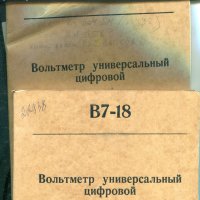 Вольтметр универсальный
цифровой
В7-18
Вольтметр универсальный
цифровой